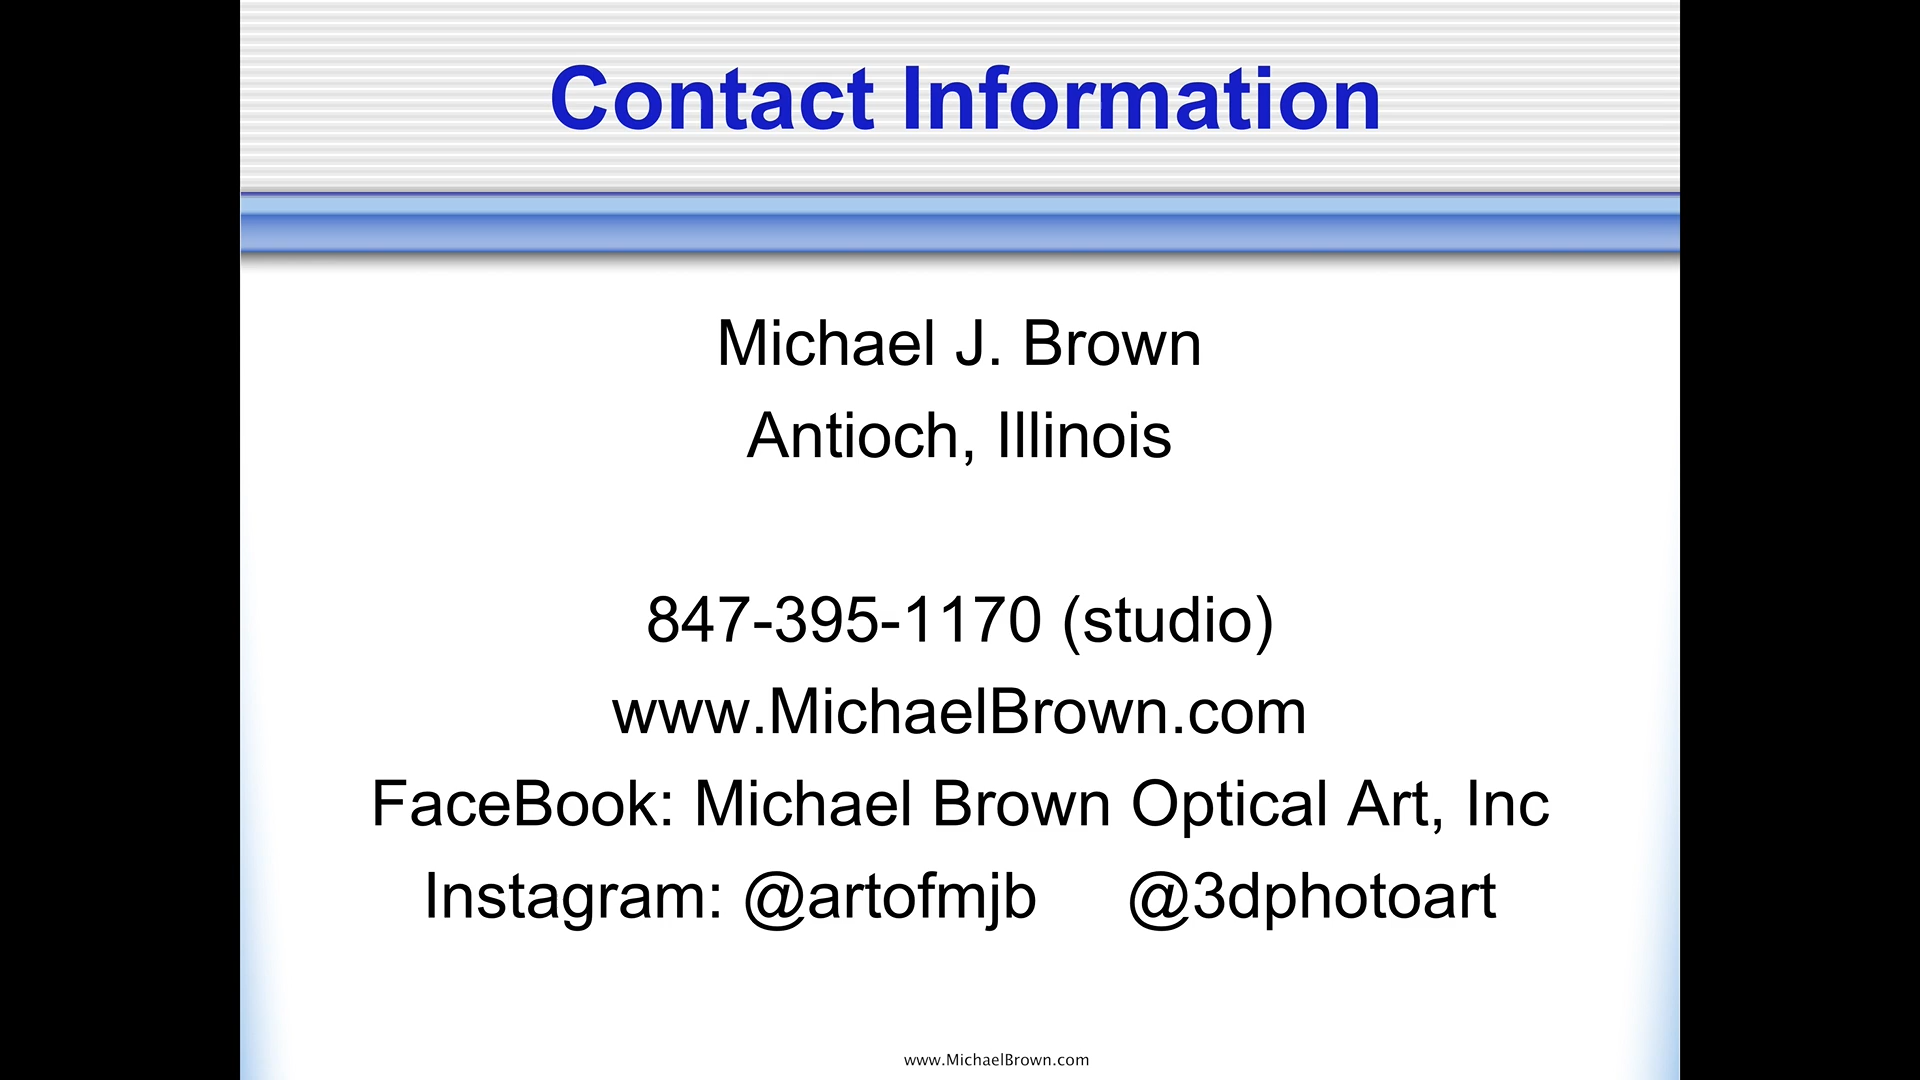 Contact Information
Michael J. Brown
Antioch, Illinois
847-395-1170 (studio)
www.MichaelBrown.com
FaceBook: Michael Brown Optical Art, Inc
Instagram: @artofmjb @3dphotoart
www.MichaelBrown.com